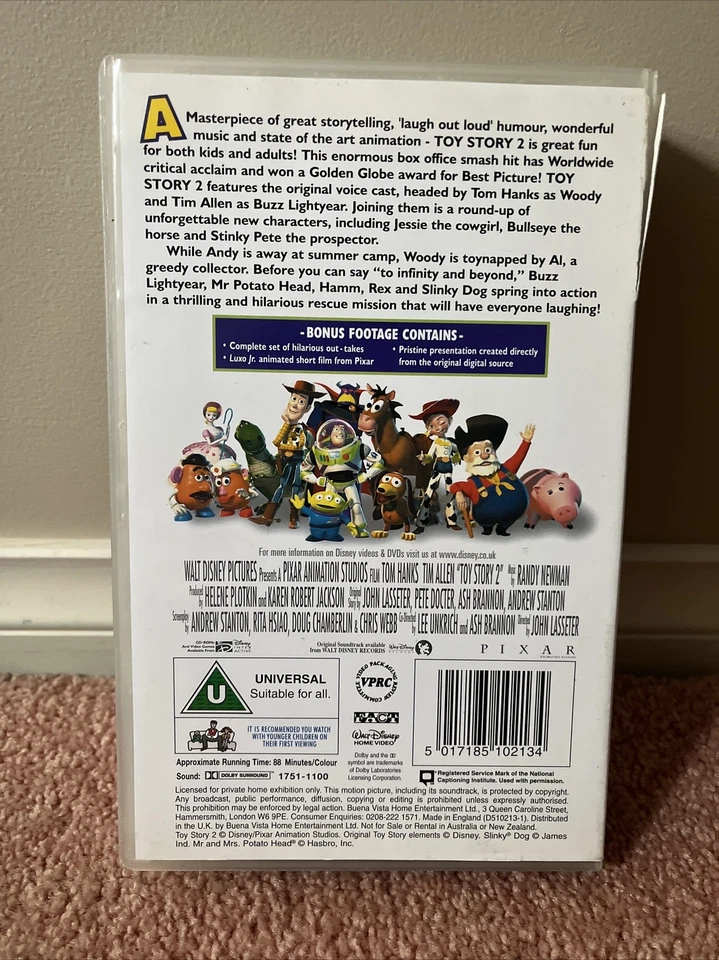 A Masterpiece of great storytelling, 'laugh out loud' humour, wonderful
music and state of the art animation - TOY STORY 2 is great fun
for both kids and adults! This enormous box office smash hit has Worldwide
critical acclaim and won a Golden Globe award for Best Picture! TOY
STORY 2 features the original voice cast, headed by Tom Hanks as Woody
and Tim Allen as Buzz Lightyear. Joining them is a round-up of
unforgettable new characters, including Jessie the cowgirl, Bullseye the
horse and Stinky Pete the prospector.
While Andy is away at summer camp, Woody is toynapped by Al, a
greedy collector. Before you can say "to infinity and beyond," Buzz
Lightyear, Mr Potato Head, Hamm, Rex and Slinky Dog spring into action
in a thrilling and hilarious rescue mission that will have everyone laughing!
- BONUS FOOTAGE CONTAINS -
• Complete set of hilarious out-takes
• Luxo Jr. animated short film from Pixar
• Pristine presentation created directly
from the original digital source
For more information on Disney videos & DVDs visit us at www.disney.co.uk
WALT DISNEY PICTURES Presents A PIXAR ANIMATION STUDIOS FILM TOM HANKS TIM ALLEN "TOY STORY 2" Music by RANDY NEWMAN
Produced by HELENE PLOTKIN and KAREN ROBERT JACKSON Original Story by JOHN LASSETER, PETE DOCTER, ASH BRANNON, ANDREW STANTON
Screenplay by ANDREW STANTON, RITA HSIAO, DOUG CHAMBERLIN & CHRIS WEBB Co-Directed by LEE UNKRICH and ASH BRANNON Directed by JOHN LASSETER
CD-ROMs
And Video Games
Available From
Disney
INTERACTIVE
Original Soundtrack available
from WALT DISNEY RECORDS
Walt Disney
RECORDS
PIXAR
ANIMATION STUDIOS
U
UNIVERSAL
Suitable for all.
IT IS RECOMMENDED YOU WATCH
WITH YOUNGER CHILDREN ON
THEIR FIRST VIEWING
VIDEO PACKAGING REVIEW COMMITTEE
VPRC
FACT
Walt Disney
HOME VIDEO
Dolby and the
symbol are trademarks
of Dolby Laboratories
Licensing Corporation.
5 017185 102134
Approximate Running Time: 88 Minutes/Colour
Sound: DOLBY SURROUND 1751-1100
® Registered Service Mark of the National
Captioning Institute. Used with permission.
Licensed for private home exhibition only. This motion picture, including its soundtrack, is protected by copyright.
Any broadcast, public performance, diffusion, copying or editing is prohibited unless expressly authorised.
This prohibition may be enforced by legal action. Buena Vista Home Entertainment Ltd., 3 Queen Caroline Street,
Hammersmith, London W6 9PE. Consumer Enquiries: 0208-222 1571. Made in England (D510213-1). Distributed
in the U.K. by Buena Vista Home Entertainment Ltd. Not for Sale or Rental in Australia or New Zealand.
Toy Story 2 © Disney/Pixar Animation Studios. Original Toy Story elements © Disney. Slinky® Dog © James
Ind. Mr and Mrs. Potato Head® © Hasbro, Inc.